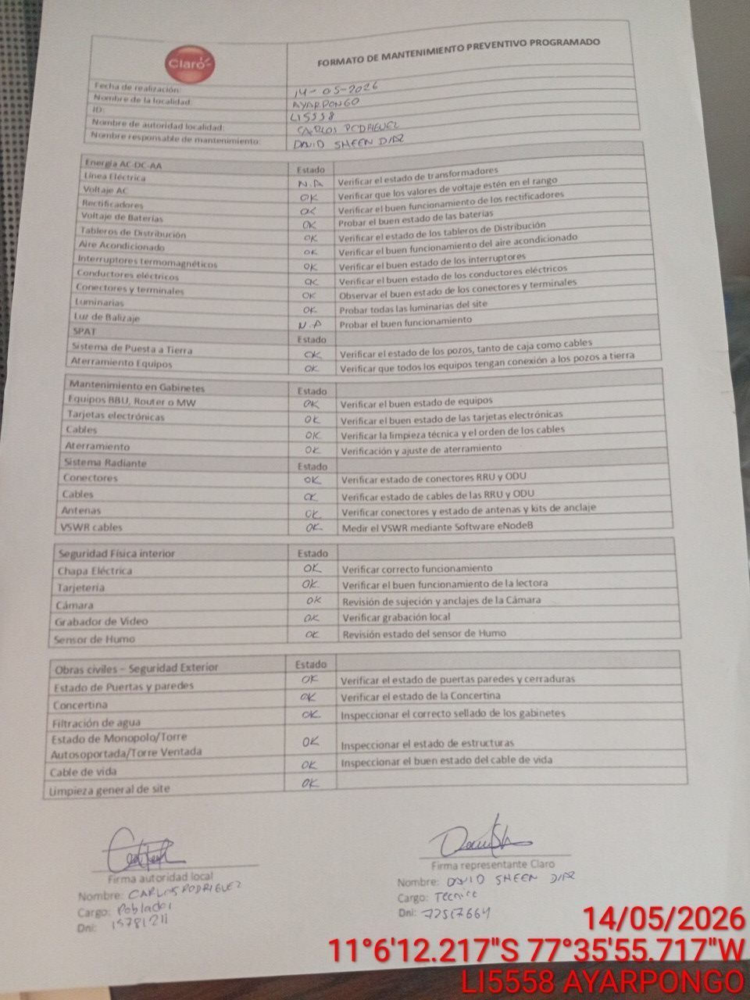 Claro
FORMATO DE MANTENIMIENTO PREVENTIVO PROGRAMADO
Fecha de realización: 14-05-2026
Nombre de la localidad: AYARPONGO
ID: LI5558
Nombre de autoridad localidad: CARLOS RODRIGUEZ
Nombre responsable de mantenimiento: DAVID SHEEN DIAZ
Energía AC-DC-AA Estado
Línea Eléctrica N.A Verificar el estado de transformadores
Voltaje AC OK Verificar que los valores de voltaje estén en el rango
Rectificadores OK Verificar el buen funcionamiento de los rectificadores
Voltaje de Baterías OK Probar el buen estado de las baterías
Tableros de Distribución OK Verificar el estado de los tableros de Distribución
Aire Acondicionado OK Verificar el buen funcionamiento del aire acondicionado
Interruptores termomagnéticos OK Verificar el buen estado de los interruptores
Conductores eléctricos OK Verificar el buen estado de los conductores eléctricos
Conectores y terminales OK Observar el buen estado de los conectores y terminales
Luminarias OK Probar todas las luminarias del site
Luz de Balizaje N.A Probar el buen funcionamiento
SPAT Estado
Sistema de Puesta a Tierra OK Verificar el estado de los pozos, tanto de caja como cables
Aterramiento Equipos OK Verificar que todos los equipos tengan conexión a los pozos a tierra
Mantenimiento en Gabinetes Estado
Equipos BBU, Router o MW OK Verificar el buen estado de equipos
Tarjetas electrónicas OK Verificar el buen estado de las tarjetas electrónicas
Cables OK Verificar la limpieza técnica y el orden de los cables
Aterramiento OK Verificación y ajuste de aterramiento
Sistema Radiante Estado
Conectores OK Verificar estado de conectores RRU y ODU
Cables OK Verificar estado de cables de las RRU y ODU
Antenas OK Verificar conectores y estado de antenas y kits de anclaje
VSWR cables OK Medir el VSWR mediante Software eNodeB
Seguridad Física interior Estado
Chapa Eléctrica OK Verificar correcto funcionamiento
Tarjetería OK Verificar el buen funcionamiento de la lectora
Cámara OK Revisión de sujeción y anclajes de la Cámara
Grabador de Video OK Verificar grabación local
Sensor de Humo OK Revisión estado del sensor de Humo
Obras civiles – Seguridad Exterior Estado
Estado de Puertas y paredes OK Verificar el estado de puertas paredes y cerraduras
Concertina OK Verificar el estado de la Concertina
Filtración de agua OK Inspeccionar el correcto sellado de los gabinetes
Estado de Monopolo/Torre
Autosoportada/Torre Ventada OK Inspeccionar el estado de estructuras
Cable de vida OK Inspeccionar el buen estado del cable de vida
Limpieza general de site OK
Firma autoridad local
Nombre: CARLOS RODRIGUEZ
Cargo: Poblador
Dni: 15781211
Firma representante Claro
Nombre: DAVID SHEEN DIAZ
Cargo: Tecnico
Dni: 72517664
14/05/2026
11°6'12.217"S 77°35'55.717"W
LI5558 AYARPONGO